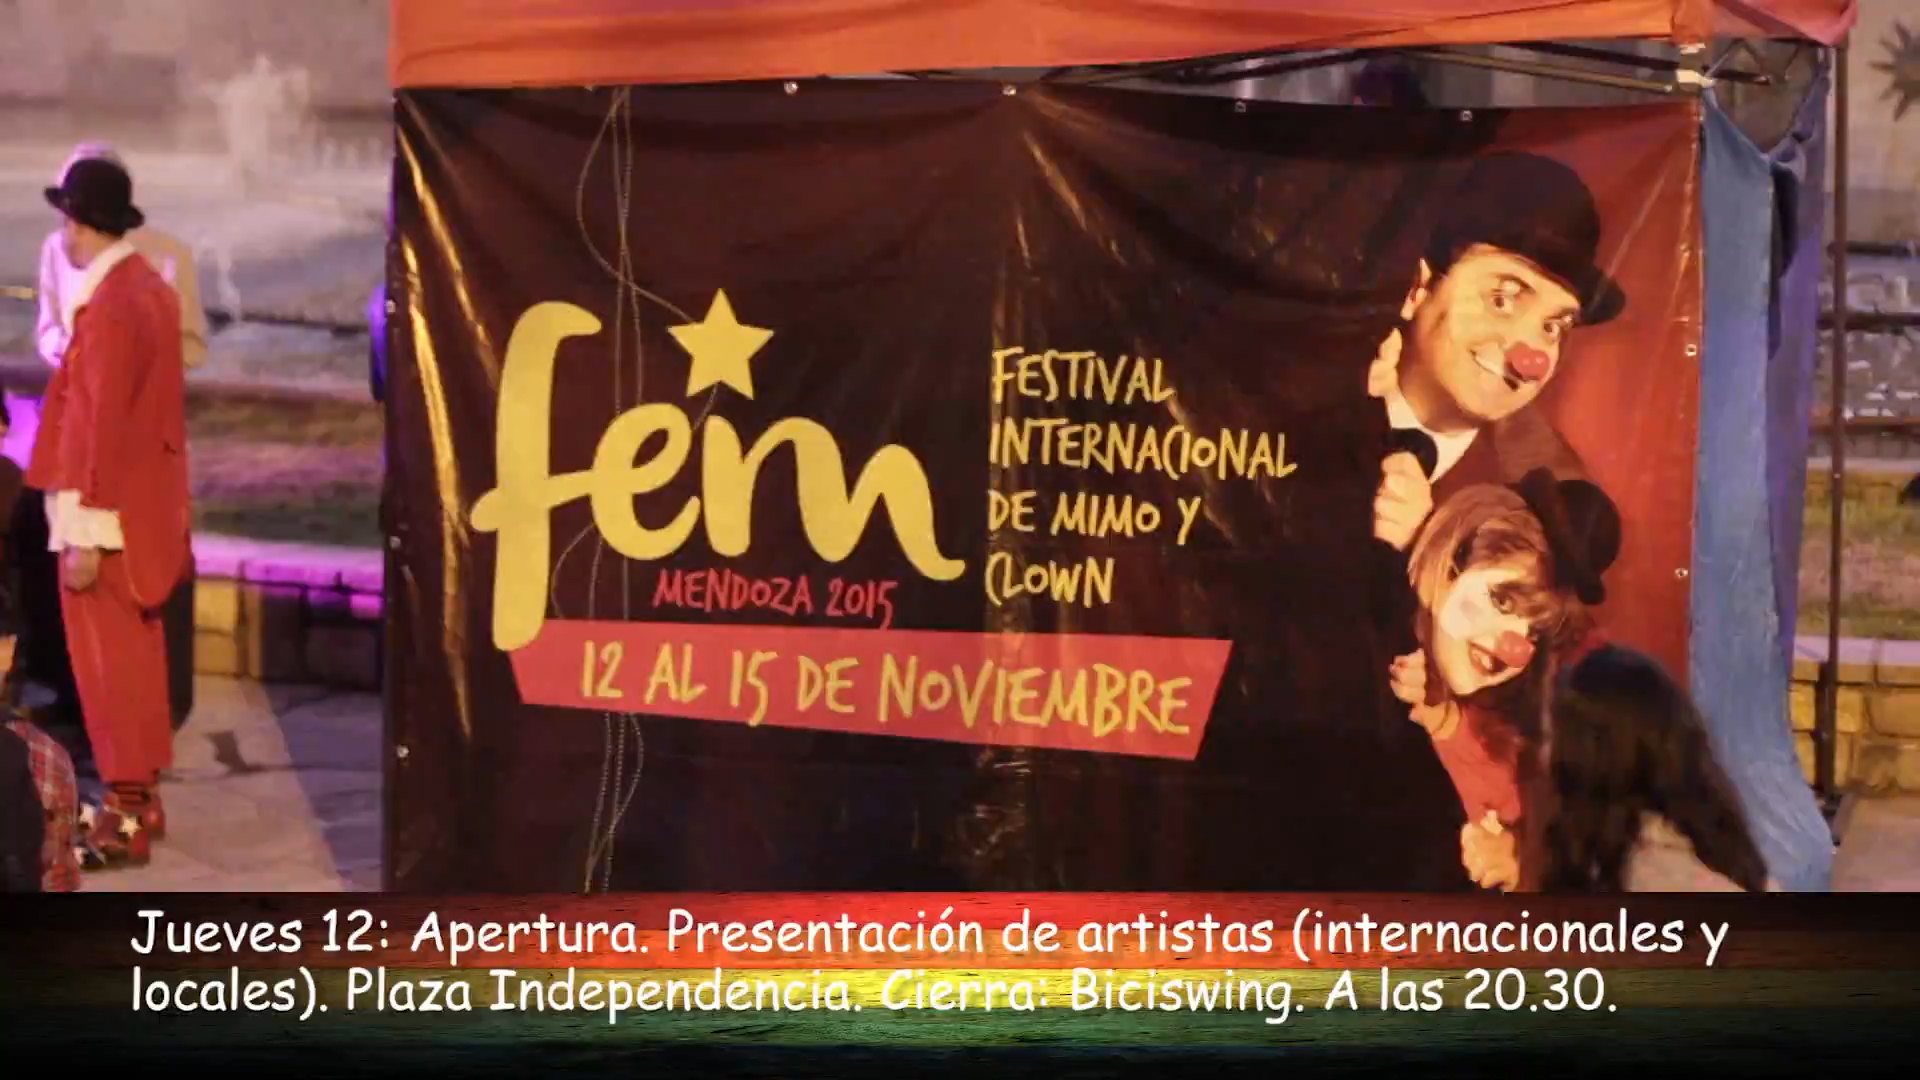 fem
MENDOZA 2015
FESTIVAL
INTERNACIONAL
DE MIMO Y
CLOWN
12 AL 15 DE NOVIEMBRE
Jueves 12: Apertura. Presentación de artistas (internacionales y
locales). Plaza Independencia. Cierra: Biciswing. A las 20.30.